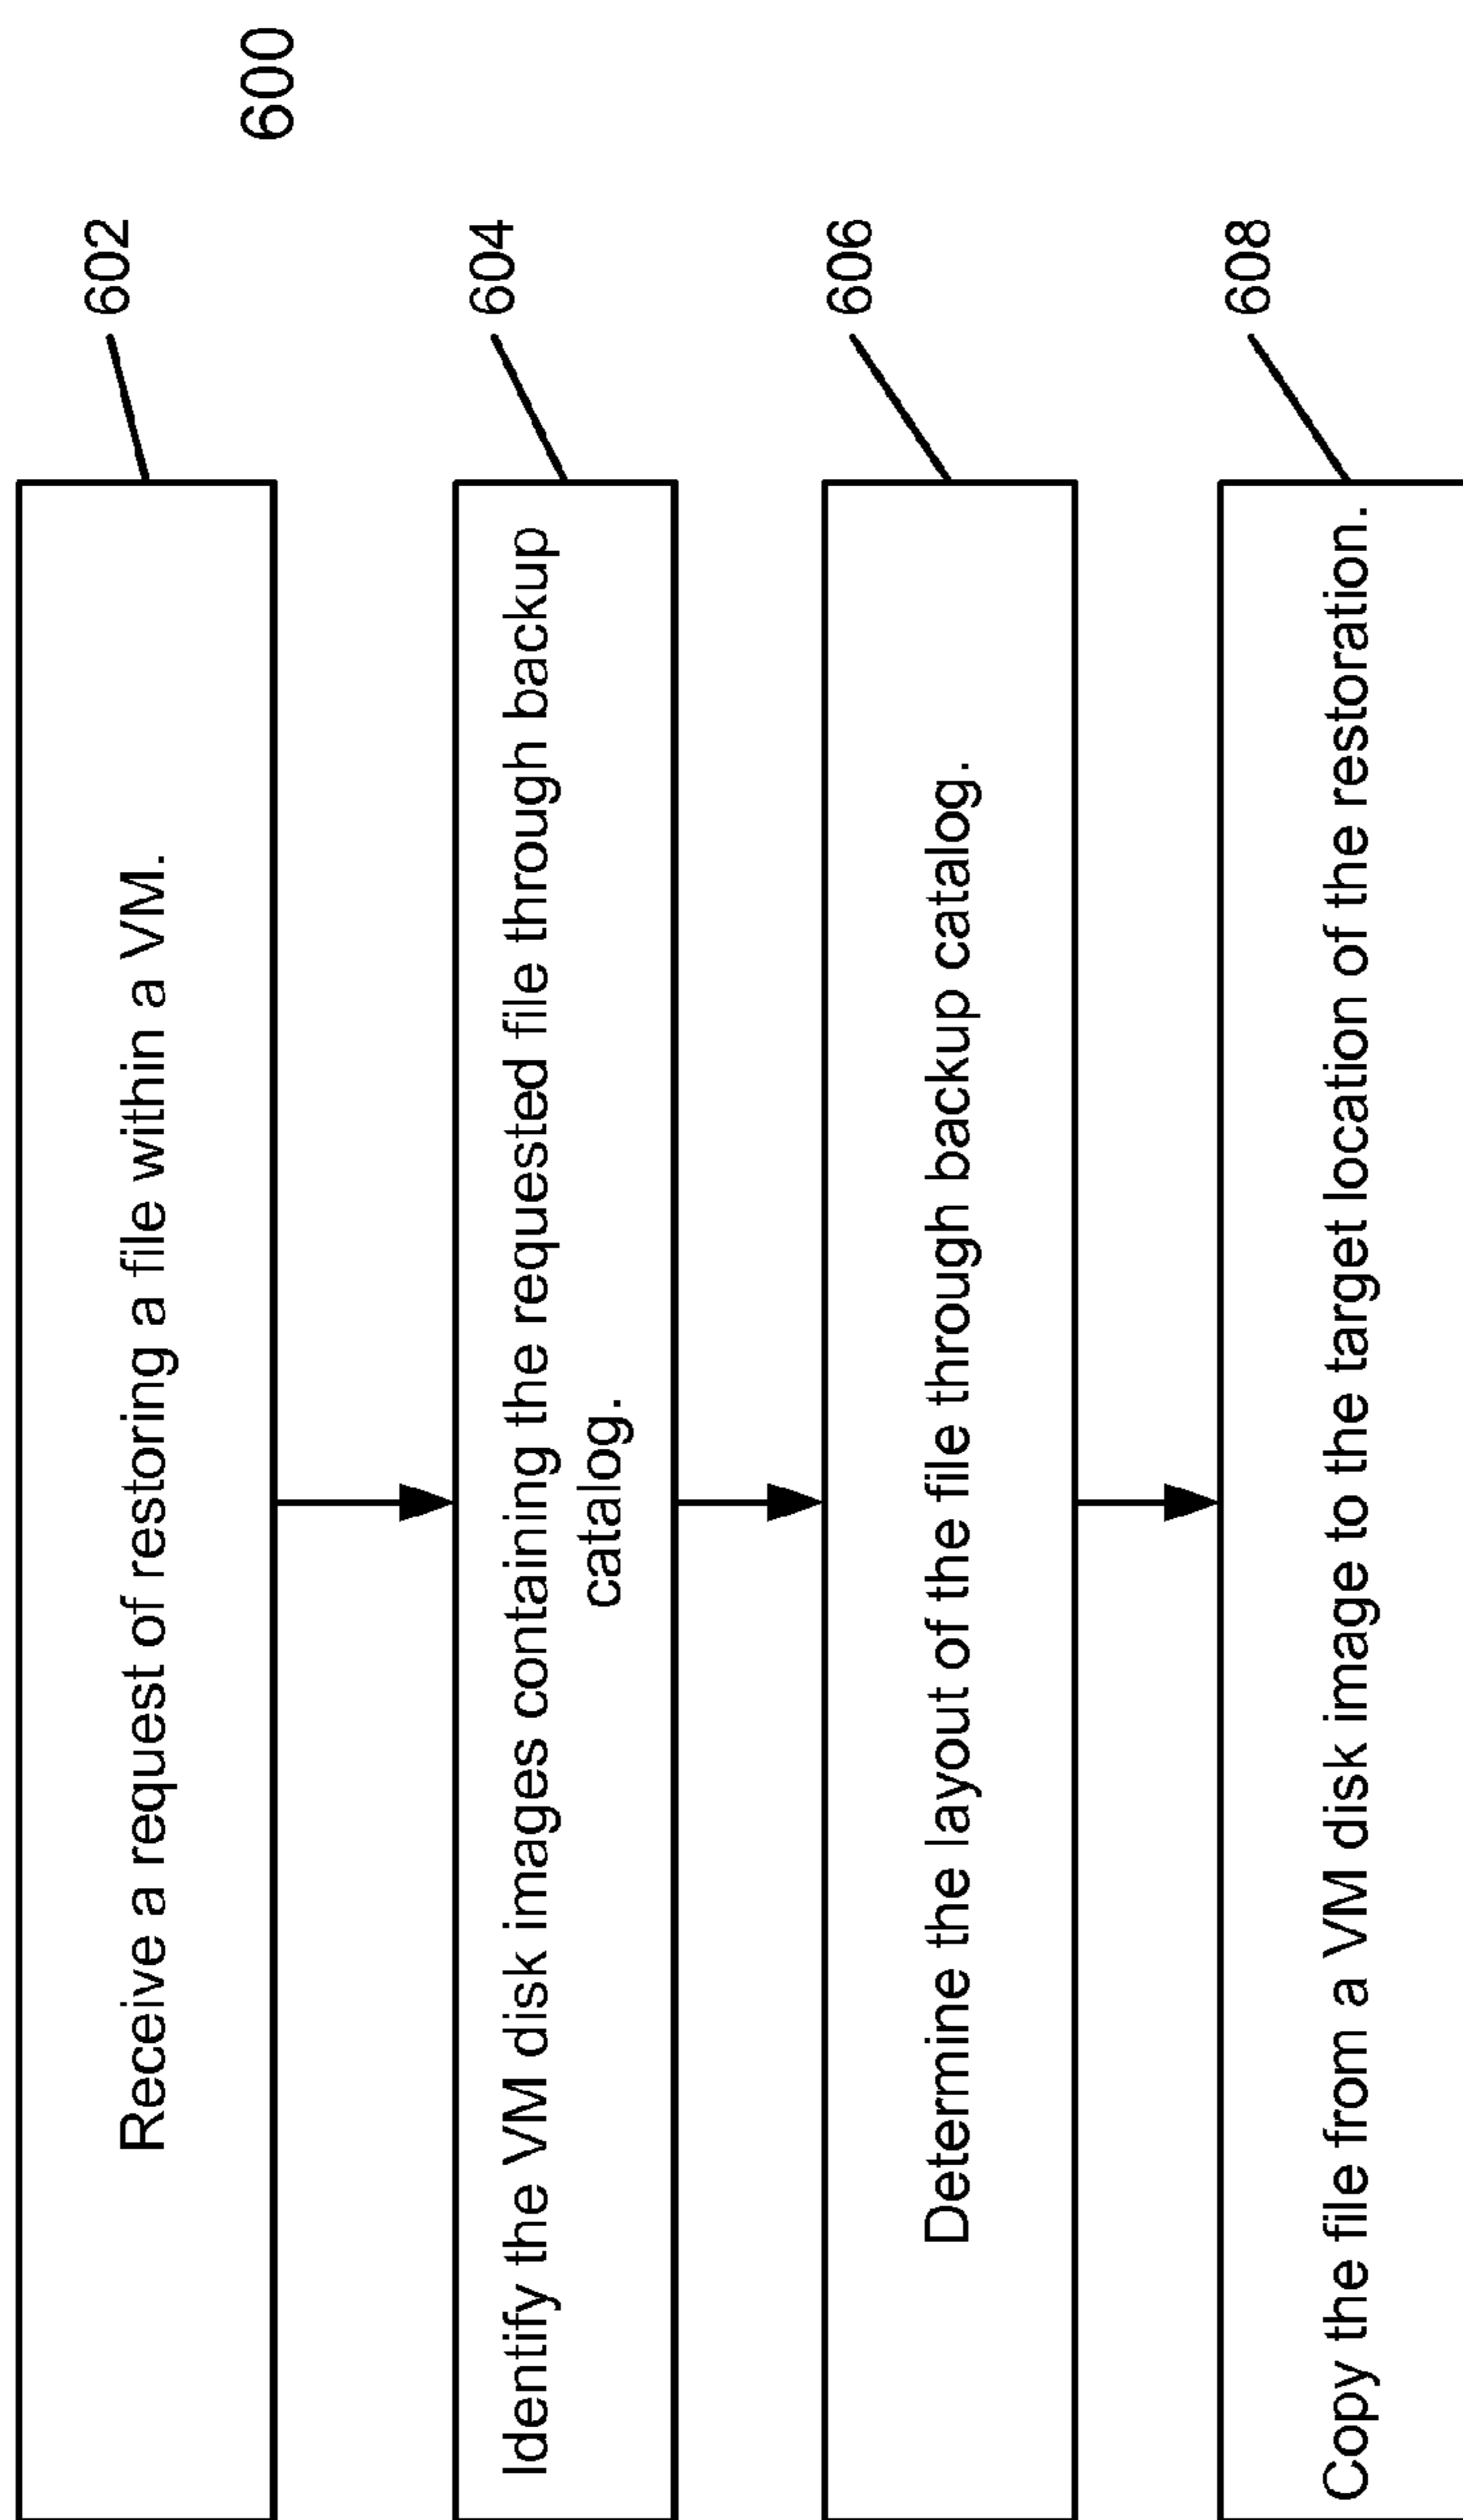 600
Receive a request of restoring a file within a VM.
602
Identify the VM disk images containing the requested file through backup
catalog.
604
Determine the layout of the file through backup catalog.
606
Copy the file from a VM disk image to the target location of the restoration.
608